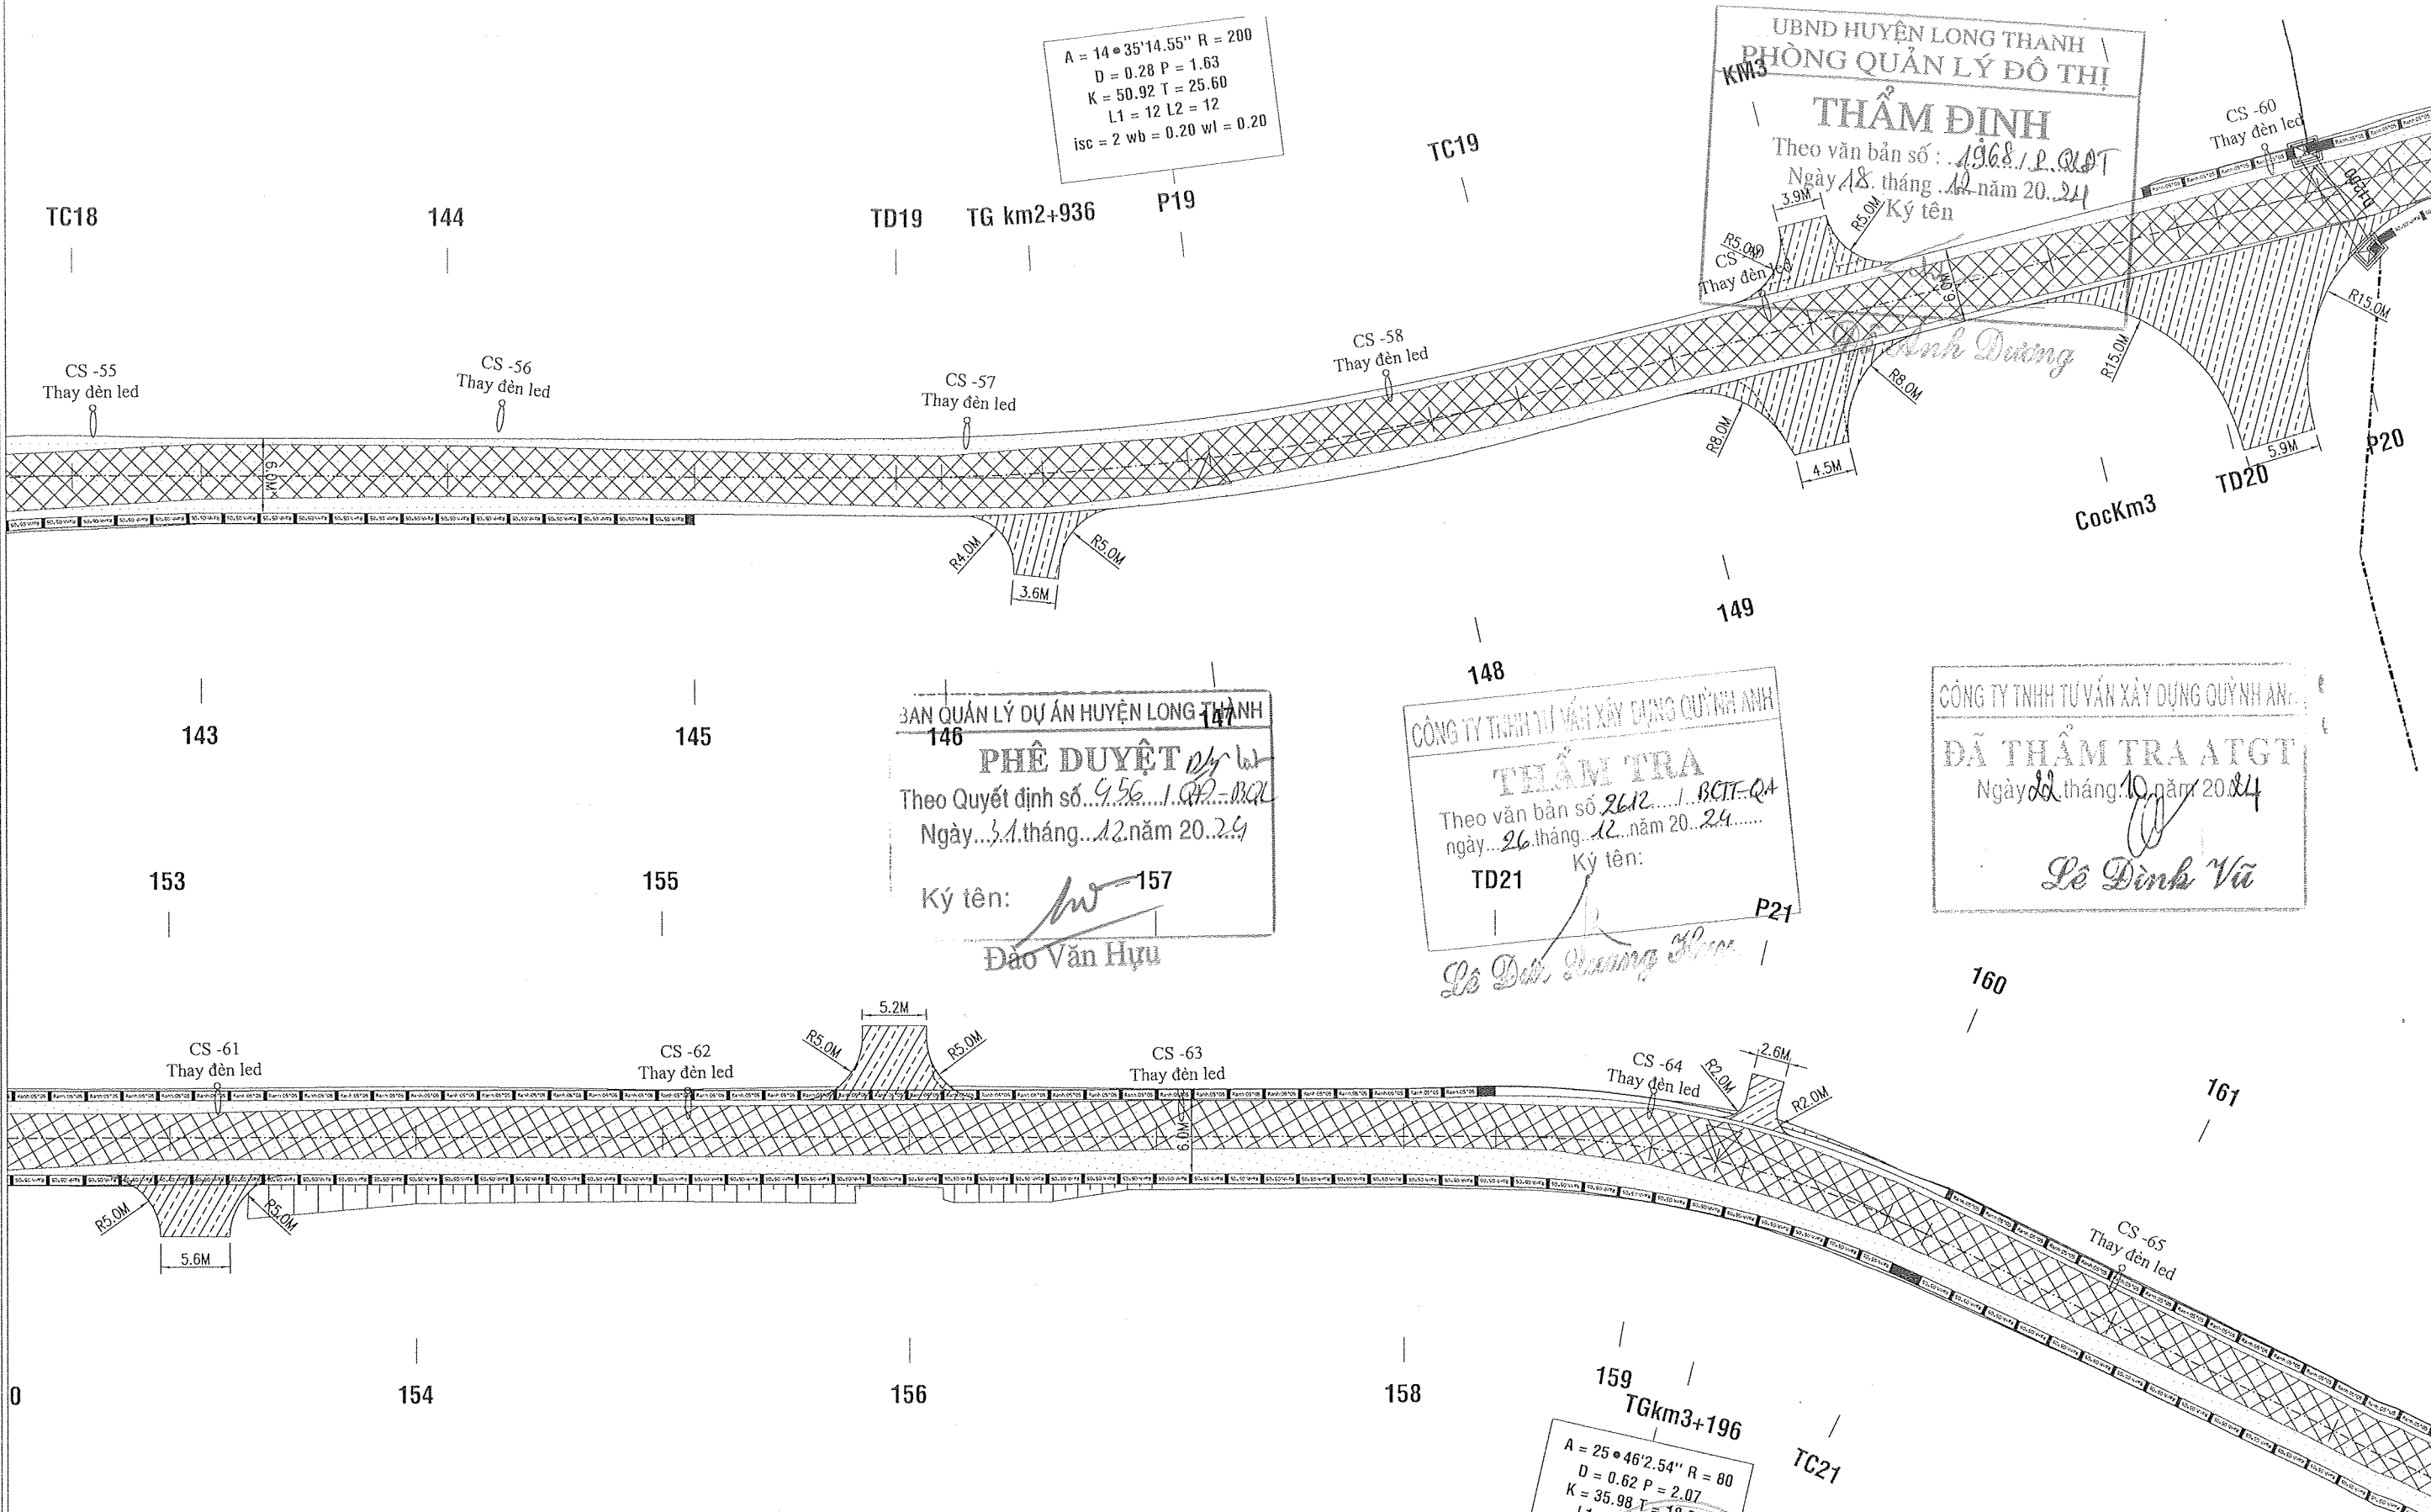 A = 14°35'14.55'' R = 200
D = 0.28 P = 1.63
K = 50.92 T = 25.60
L1 = 12 L2 = 12
isc = 2 wb = 0.20 wl = 0.20
UBND HUYỆN LONG THÀNH
PHÒNG QUẢN LÝ ĐÔ THỊ
THẨM ĐỊNH
Theo văn bản số : 1968 / P.QLĐT
Ngày 18 tháng 12 năm 20 24
Ký tên
Anh Dương
KM3
CS -60
Thay đèn led
D1200
TC18
144
TD19
TG km2+936
P19
TC19
3.9M
R5.0M
R5.0M
CS
Thay đèn led
6.0M
R15.0M
R15.0M
CS -55
Thay đèn led
CS -56
Thay đèn led
CS -57
Thay đèn led
CS -58
Thay đèn led
6.0M
R8.0M
R8.0M
4.5M
5.9M
P20
TD20
CocKm3
R4.0M
R5.0M
3.6M
149
148
143
145
146
147
BAN QUẢN LÝ DỰ ÁN HUYỆN LONG THÀNH
PHÊ DUYỆT
Theo Quyết định số 956 / QĐ-BQL
Ngày 31 tháng 12 năm 20 24
Ký tên:
Đào Văn Hựu
CÔNG TY TNHH TƯ VẤN XÂY DỰNG QUỲNH ANH
THẨM TRA
Theo văn bản số 2612 / BCTT-QA
ngày 26 tháng 12 năm 20 24
Ký tên:
Lê Đức
CÔNG TY TNHH TƯ VẤN XÂY DỰNG QUỲNH ANH
ĐÃ THẨM TRA ATGT
Ngày 22 tháng 10 năm 20 24
Lê Đình Vũ
153
155
157
TD21
P21
160
161
5.2M
R5.0M
R5.0M
CS -61
Thay đèn led
CS -62
Thay đèn led
CS -63
Thay đèn led
CS -64
Thay đèn led
R2.0M
2.6M
R2.0M
6.0M
R5.0M
R5.0M
5.6M
CS -65
Thay đèn led
0
154
156
158
159
TGkm3+196
TC21
A = 25°46'2.54'' R = 80
D = 0.62 P = 2.07
K = 35.98